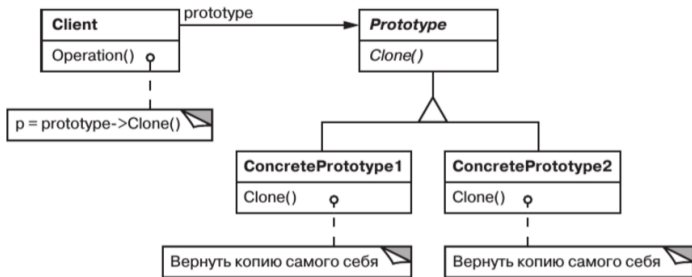 Client
prototype
Prototype
Operation()
Clone()
p = prototype->Clone()
ConcretePrototype1
ConcretePrototype2
Clone()
Clone()
Вернуть копию самого себя
Вернуть копию самого себя